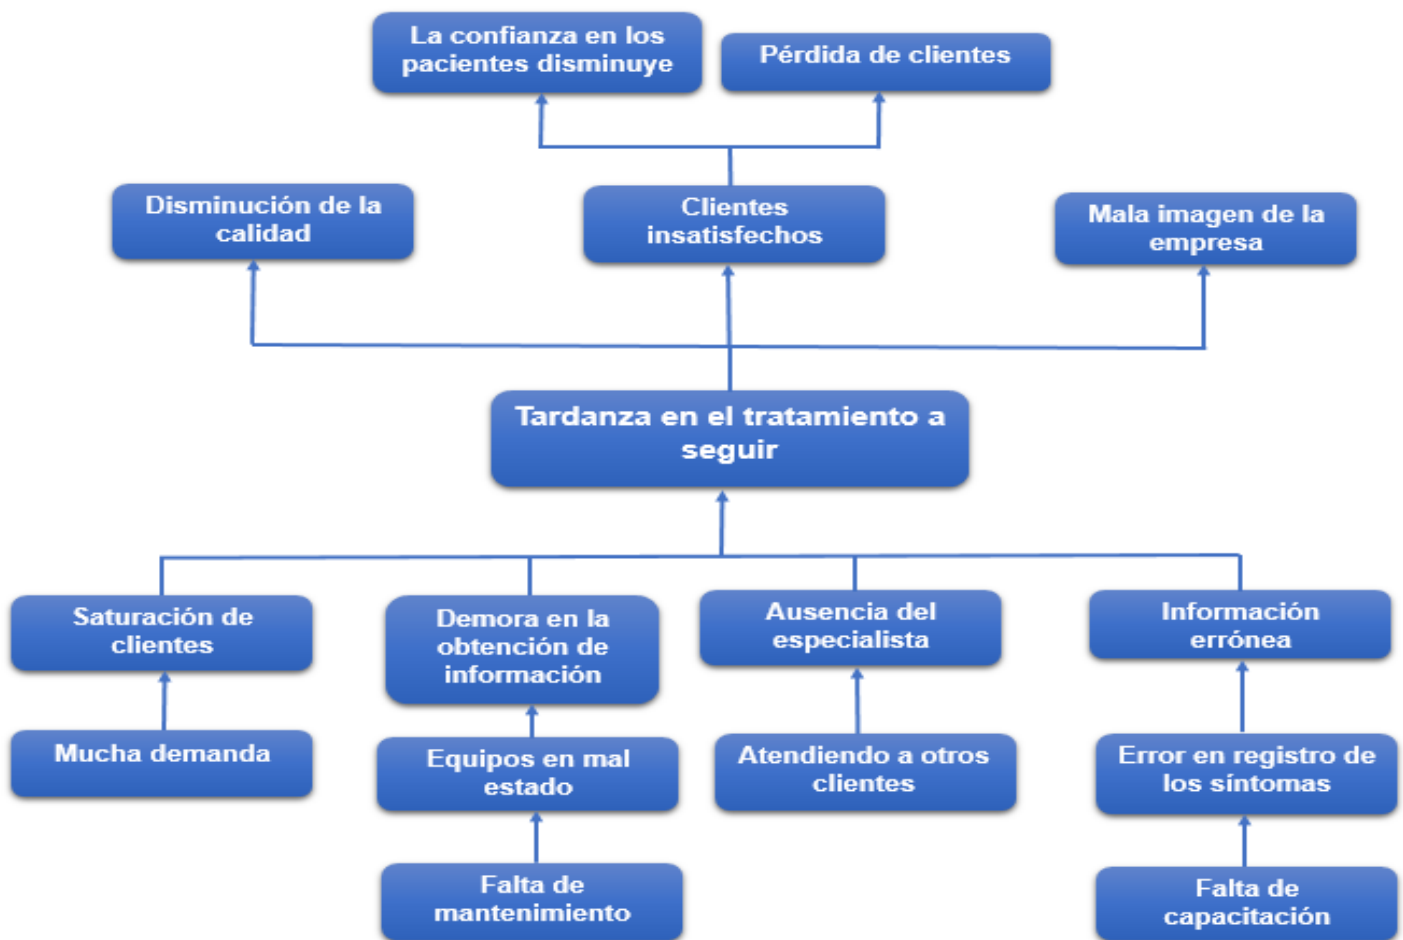 La confianza en los
pacientes disminuye
Pérdida de clientes
Disminución de la
calidad
Clientes
insatisfechos
Mala imagen de la
empresa
Tardanza en el tratamiento a
seguir
Saturación de
clientes
Demora en la
obtención de
información
Ausencia del
especialista
Información
errónea
Mucha demanda
Equipos en mal
estado
Atendiendo a otros
clientes
Error en registro de
los síntomas
Falta de
mantenimiento
Falta de
capacitación